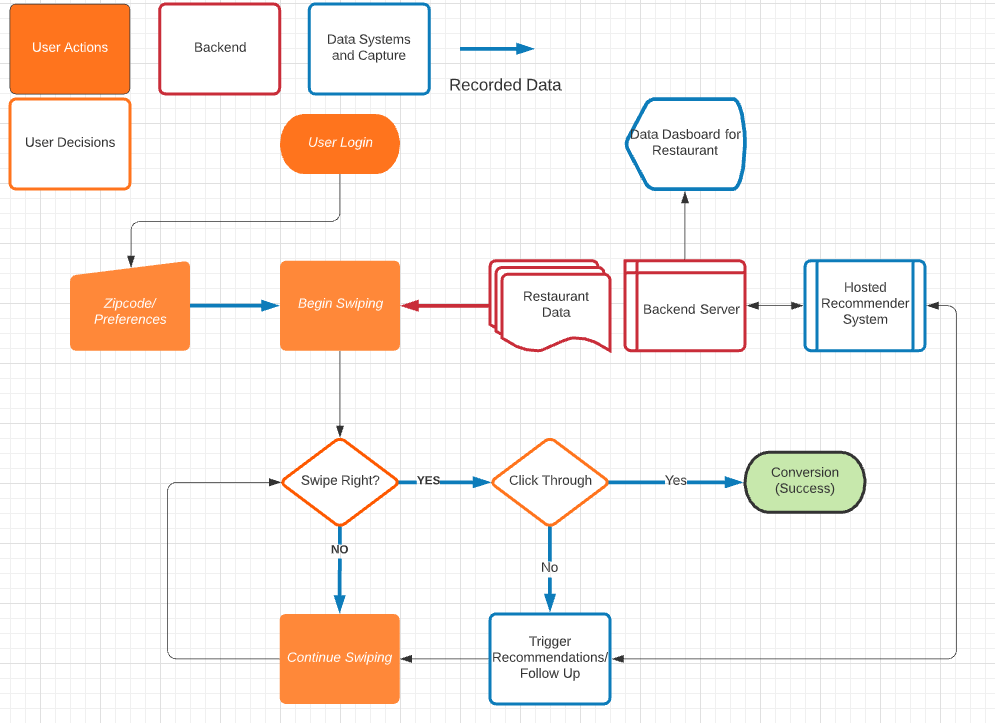 User Actions
Backend
Data Systems
and Capture
Recorded Data
User Decisions
User Login
Data Dasboard for
Restaurant
Zipcode/
Preferences
Begin Swiping
Restaurant
Data
Backend Server
Hosted
Recommender
System
Swipe Right?
YES
Click Through
Yes
Conversion
(Success)
NO
No
Continue Swiping
Trigger
Recommendations/
Follow Up